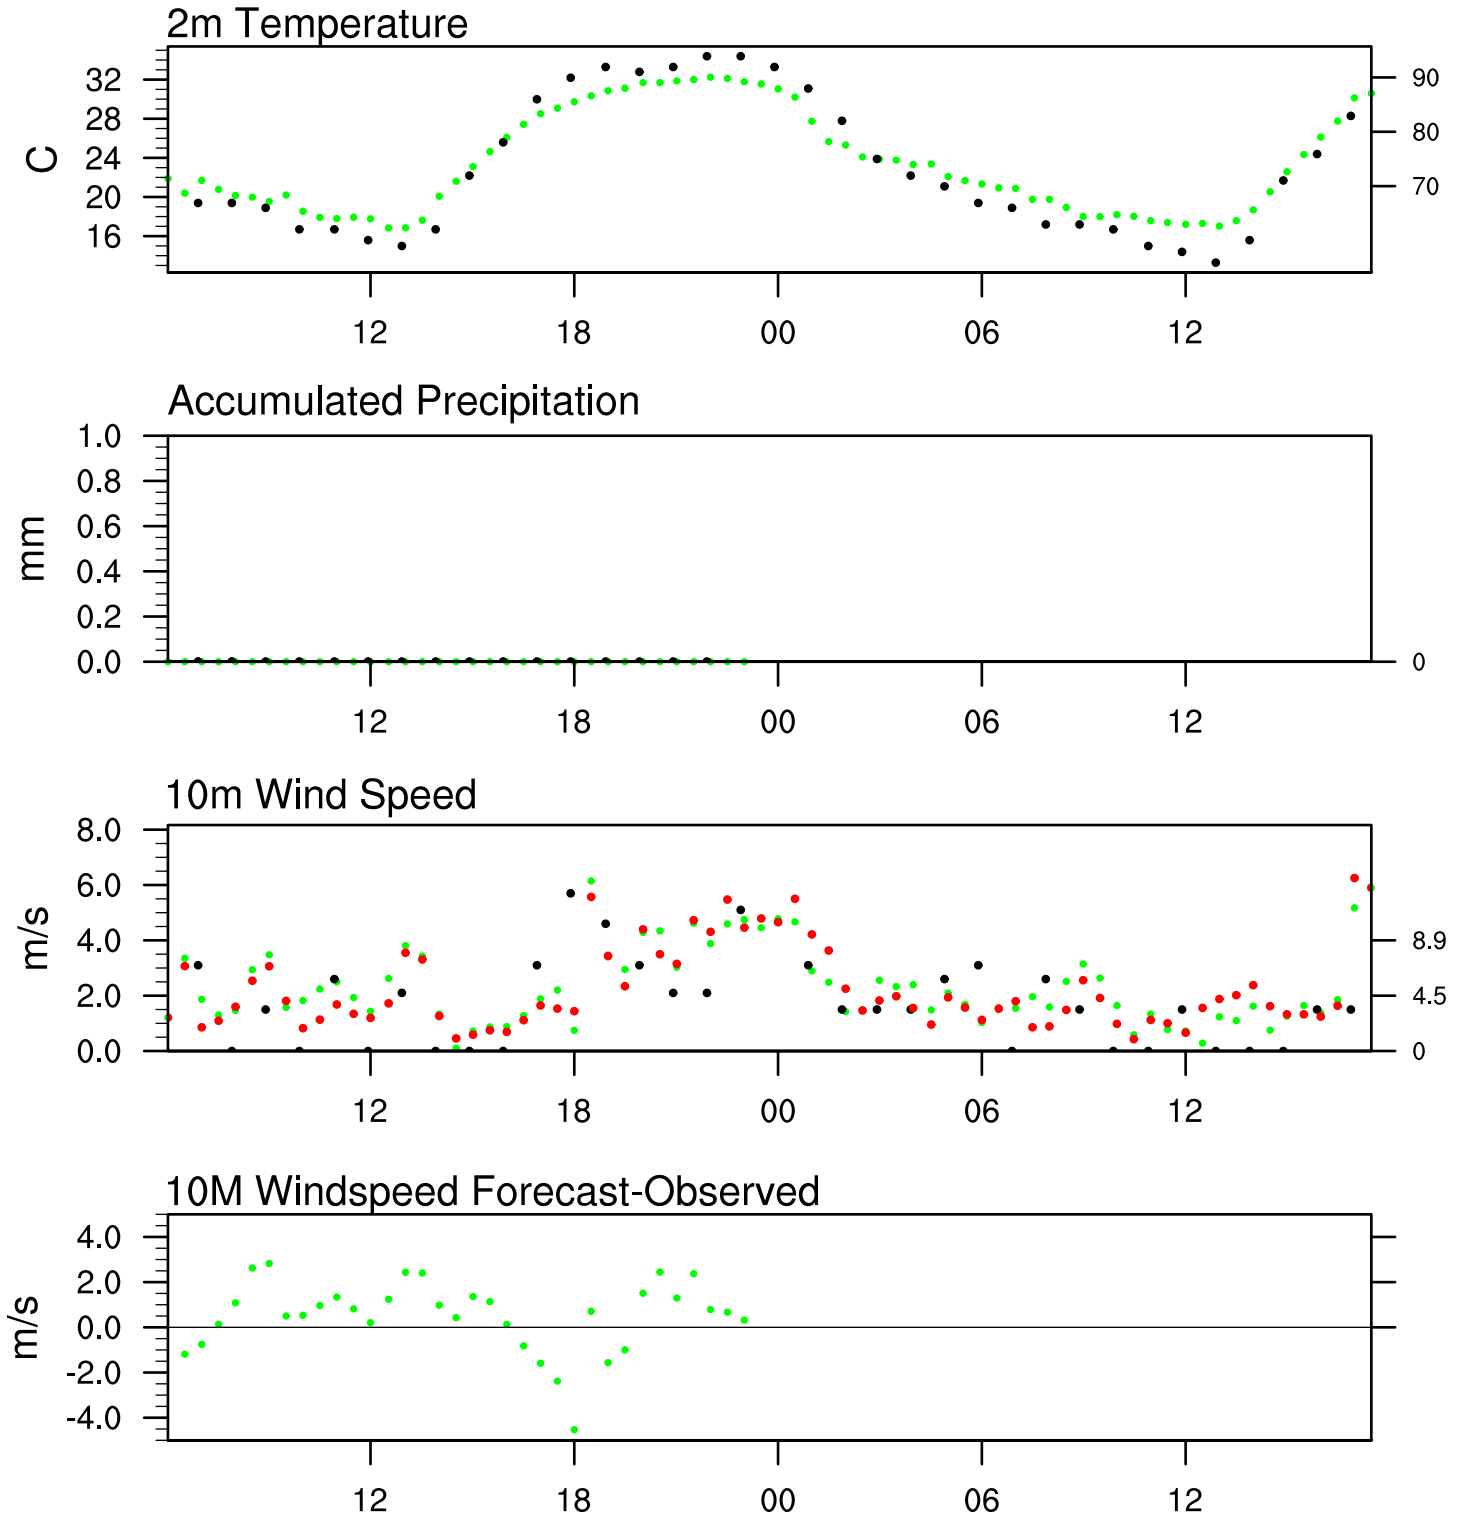 2m Temperature
32
28
24
20
16
C
90
80
70
12 18 00 06 12
Accumulated Precipitation
1.0
0.8
0.6
0.4
0.2
0.0
mm
0
12 18 00 06 12
10m Wind Speed
8.0
6.0
4.0
2.0
0.0
m/s
8.9
4.5
0
12 18 00 06 12
10M Windspeed Forecast-Observed
4.0
2.0
0.0
-2.0
-4.0
m/s
12 18 00 06 12